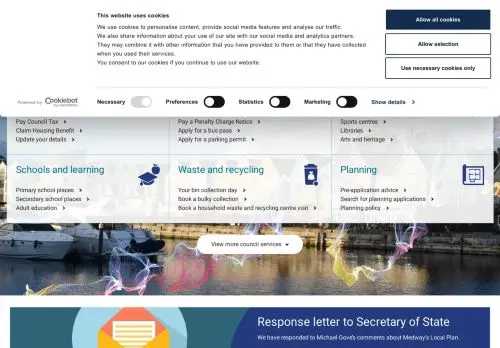 This website uses cookies
We use cookies to personalise content, provide social media features and analyse our traffic.
We also share information about your use of our site with our social media and analytics partners.
They may combine it with other information that you have provided to them or that they have collected
when you used their services.
You consent to our cookies if you continue to use our website.
Allow all cookies
Allow selection
Use necessary cookies only
Powered by Cookiebot
Necessary
Preferences
Statistics
Marketing
Show details
Pay Council Tax
Claim Housing Benefit
Update your details
Pay a Penalty Charge Notice
Apply for a bus pass
Apply for a parking permit
Sports centres
Libraries
Arts and heritage
Schools and learning
Primary school places
Secondary school places
Adult education
Waste and recycling
Your bin collection day
Book a bulky collection
Book a household waste and recycling centre visit
Planning
Pre-application advice
Search for planning applications
Planning policy
View more council services
Response letter to Secretary of State
We have responded to Michael Gove's comments about Medway's Local Plan.